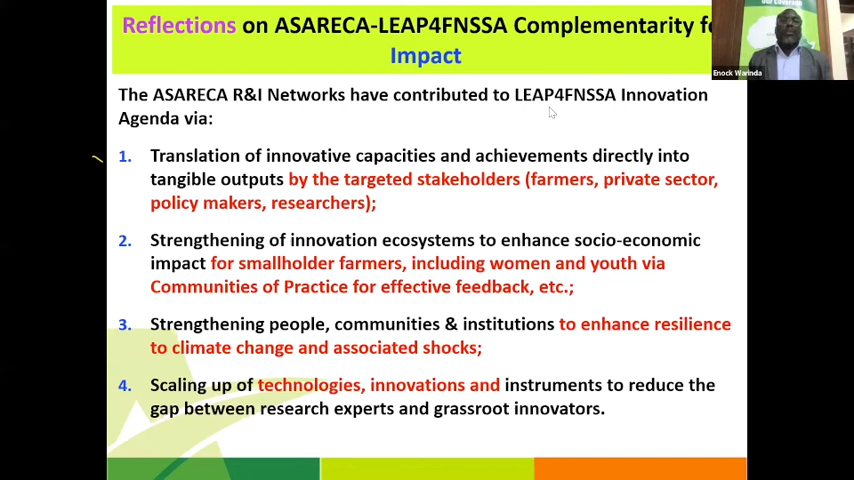 Reflections on ASARECA-LEAP4FNSSA Complementarity f
Impact
Our Coverage
Enock Warinda
The ASARECA R&I Networks have contributed to LEAP4FNSSA Innovation
Agenda via:
1. Translation of innovative capacities and achievements directly into
tangible outputs by the targeted stakeholders (farmers, private sector,
policy makers, researchers);
2. Strengthening of innovation ecosystems to enhance socio-economic
impact for smallholder farmers, including women and youth via
Communities of Practice for effective feedback, etc.;
3. Strengthening people, communities & institutions to enhance resilience
to climate change and associated shocks;
4. Scaling up of technologies, innovations and instruments to reduce the
gap between research experts and grassroot innovators.